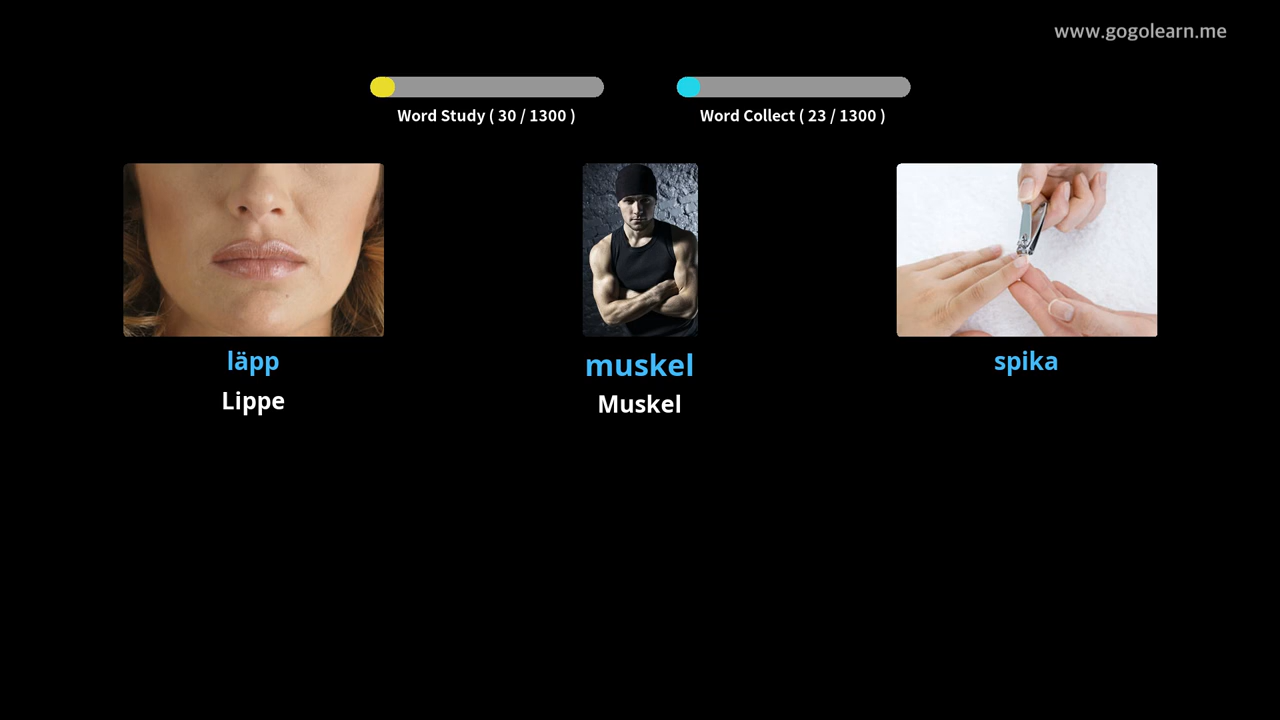 www.gogolearn.me
Word Study ( 30 / 1300 )
Word Collect ( 23 / 1300 )
läpp
muskel
spika
Lippe
Muskel